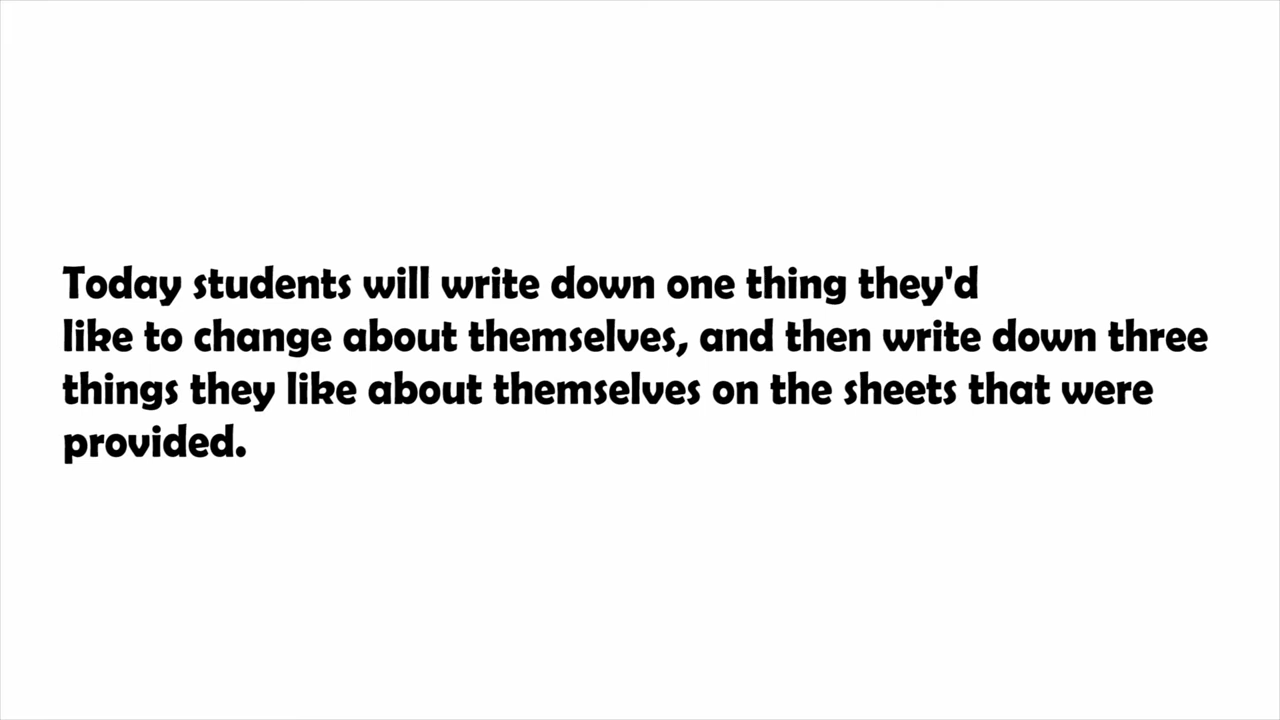 Today students will write down one thing they'd
like to change about themselves, and then write down three
things they like about themselves on the sheets that were
provided.